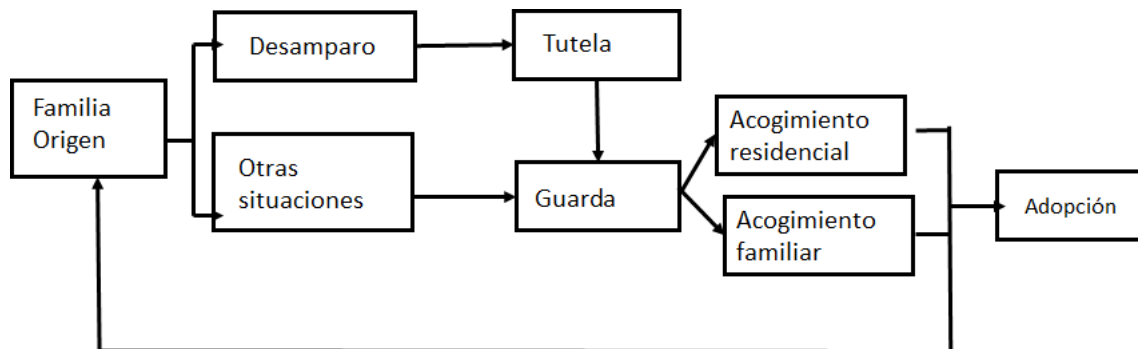 Familia
Origen
Desamparo
Otras
situaciones
Tutela
Guarda
Acogimiento
residencial
Acogimiento
familiar
Adopción